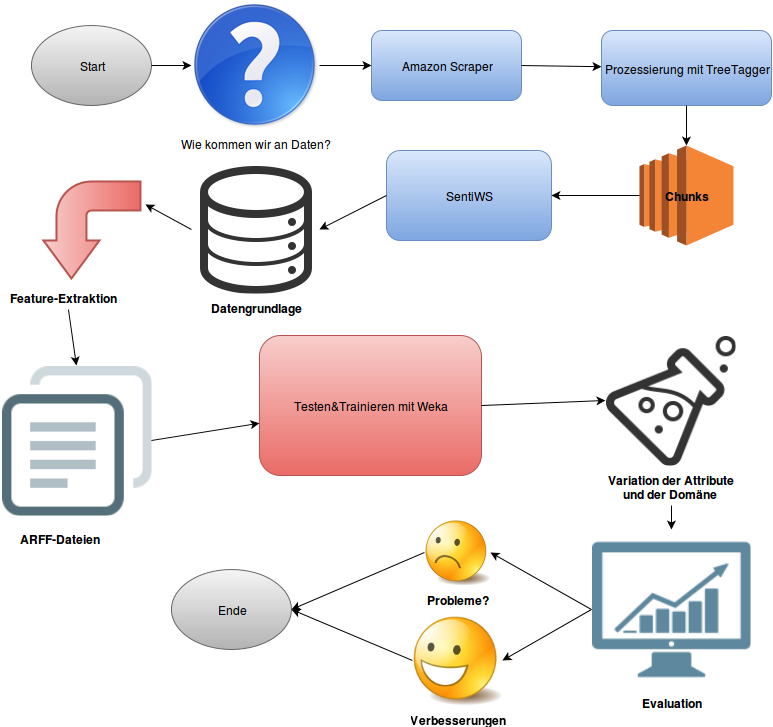 Start
Wie kommen wir an Daten?
Amazon Scraper
Prozessierung mit TreeTagger
Chunks
SentiWS
Datengrundlage
Feature-Extraktion
ARFF-Dateien
Testen&Trainieren mit Weka
Variation der Attribute
und der Domäne
Evaluation
Probleme?
Verbesserungen
Ende